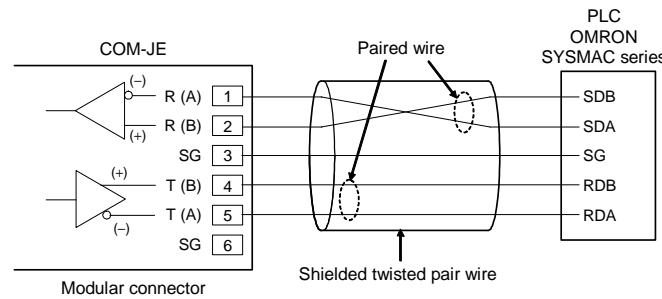 PLC
OMRON
SYSMAC series
COM-JE
Paired wire
(−)
R (A) 1 SDB
(+)
R (B) 2 SDA
SG 3 SG
(+)
T (B) 4 RDB
T (A) 5 RDA
(−)
SG 6
Shielded twisted pair wire
Modular connector